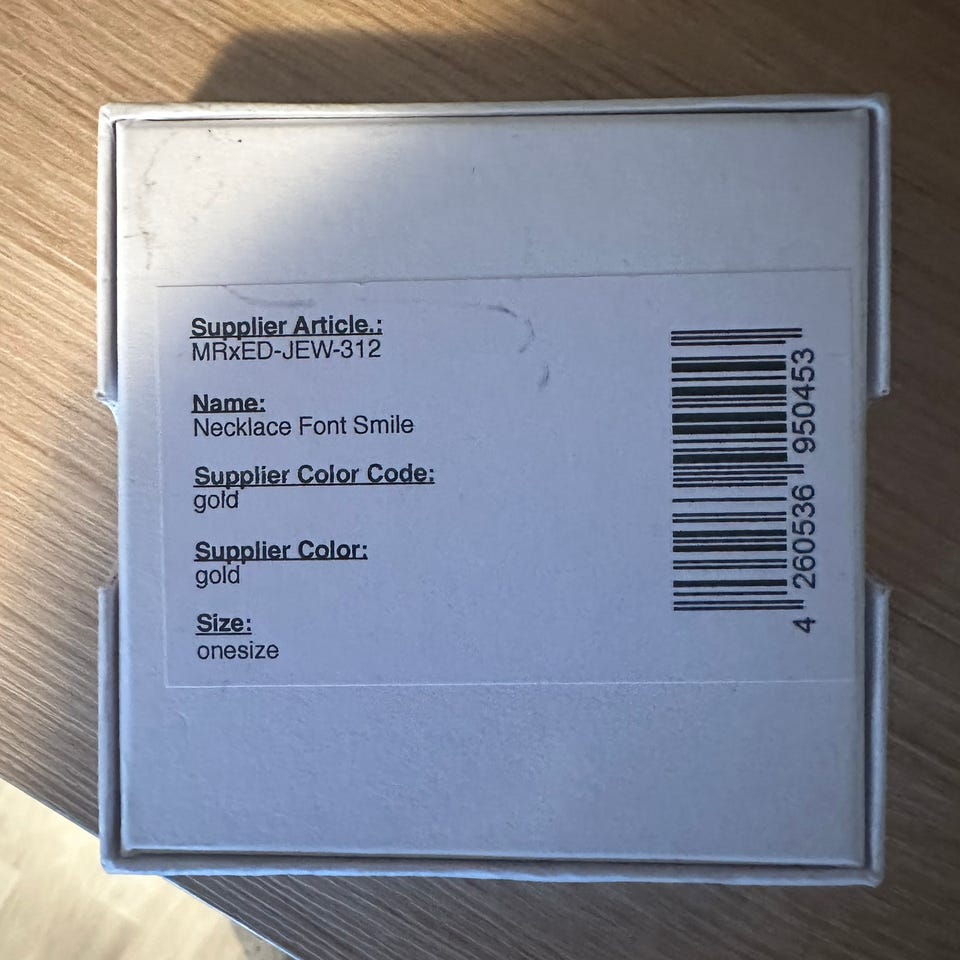 Supplier Article.:
MRxED-JEW-312
Name:
Necklace Font Smile
Supplier Color Code:
gold
Supplier Color:
gold
Size:
onesize
4 260536 950453